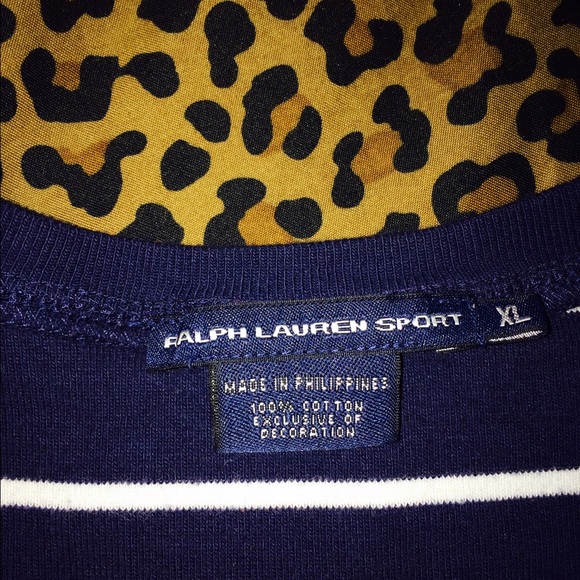 RALPH LAUREN SPORT XL
MADE IN PHILIPPINES
100% COTTON
EXCLUSIVE OF
DECORATION